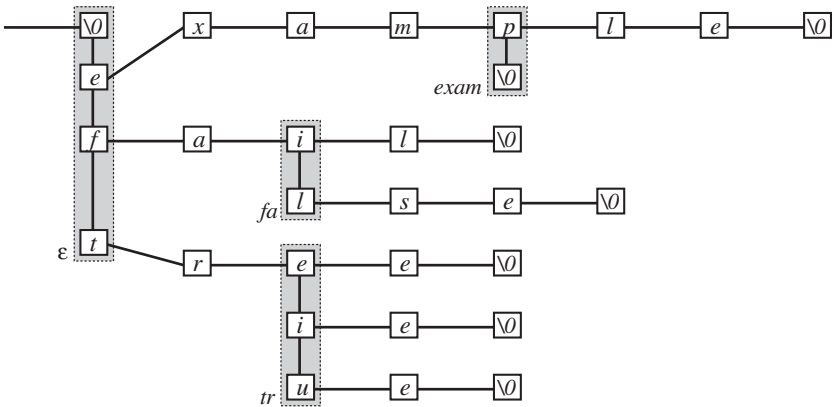 \0 x a m p l e \0
e exam \0
f a i l \0
fa l s e \0
ε t
r e e \0
i e \0
tr u e \0